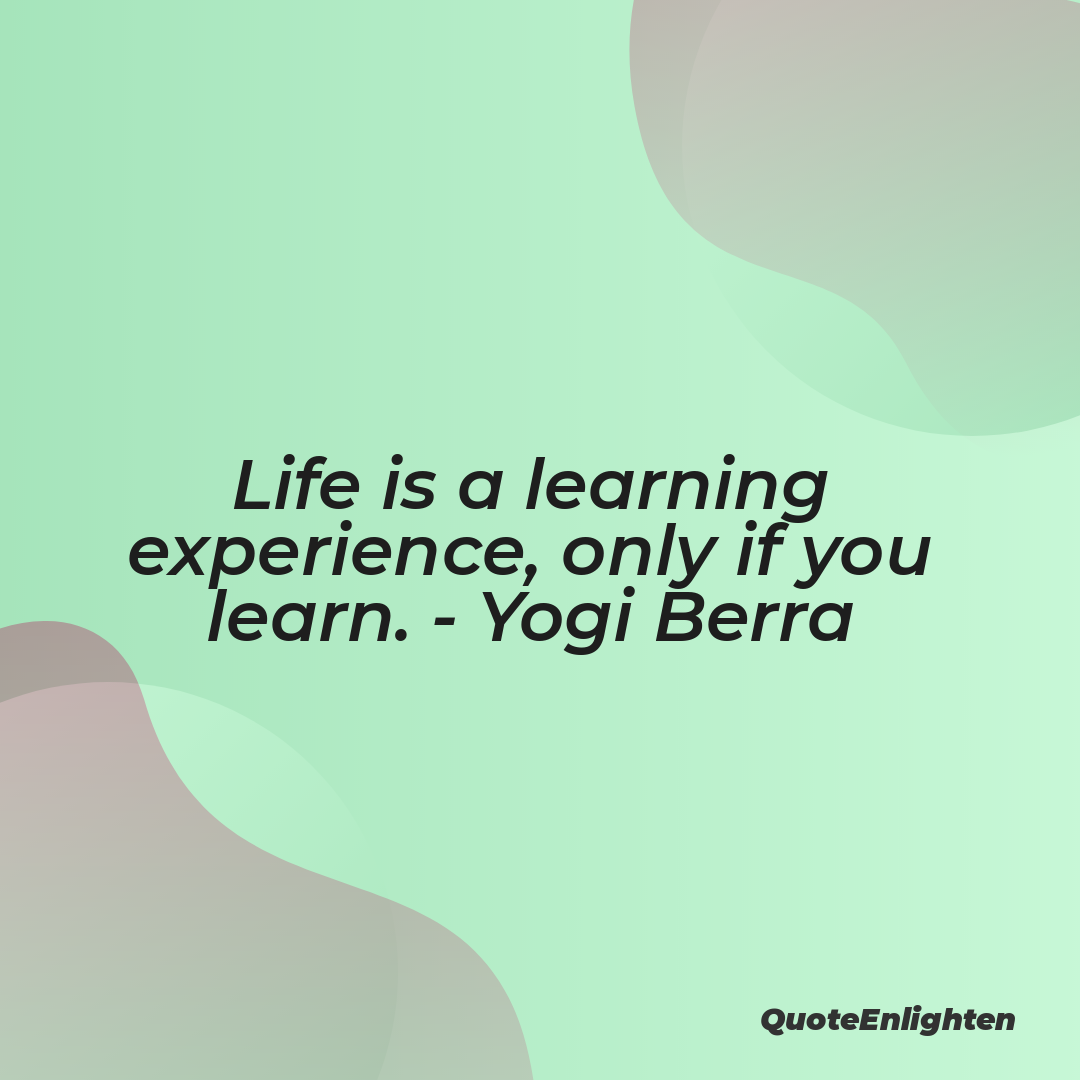 Life is a learning
experience, only if you
learn. - Yogi Berra
QuoteEnlighten